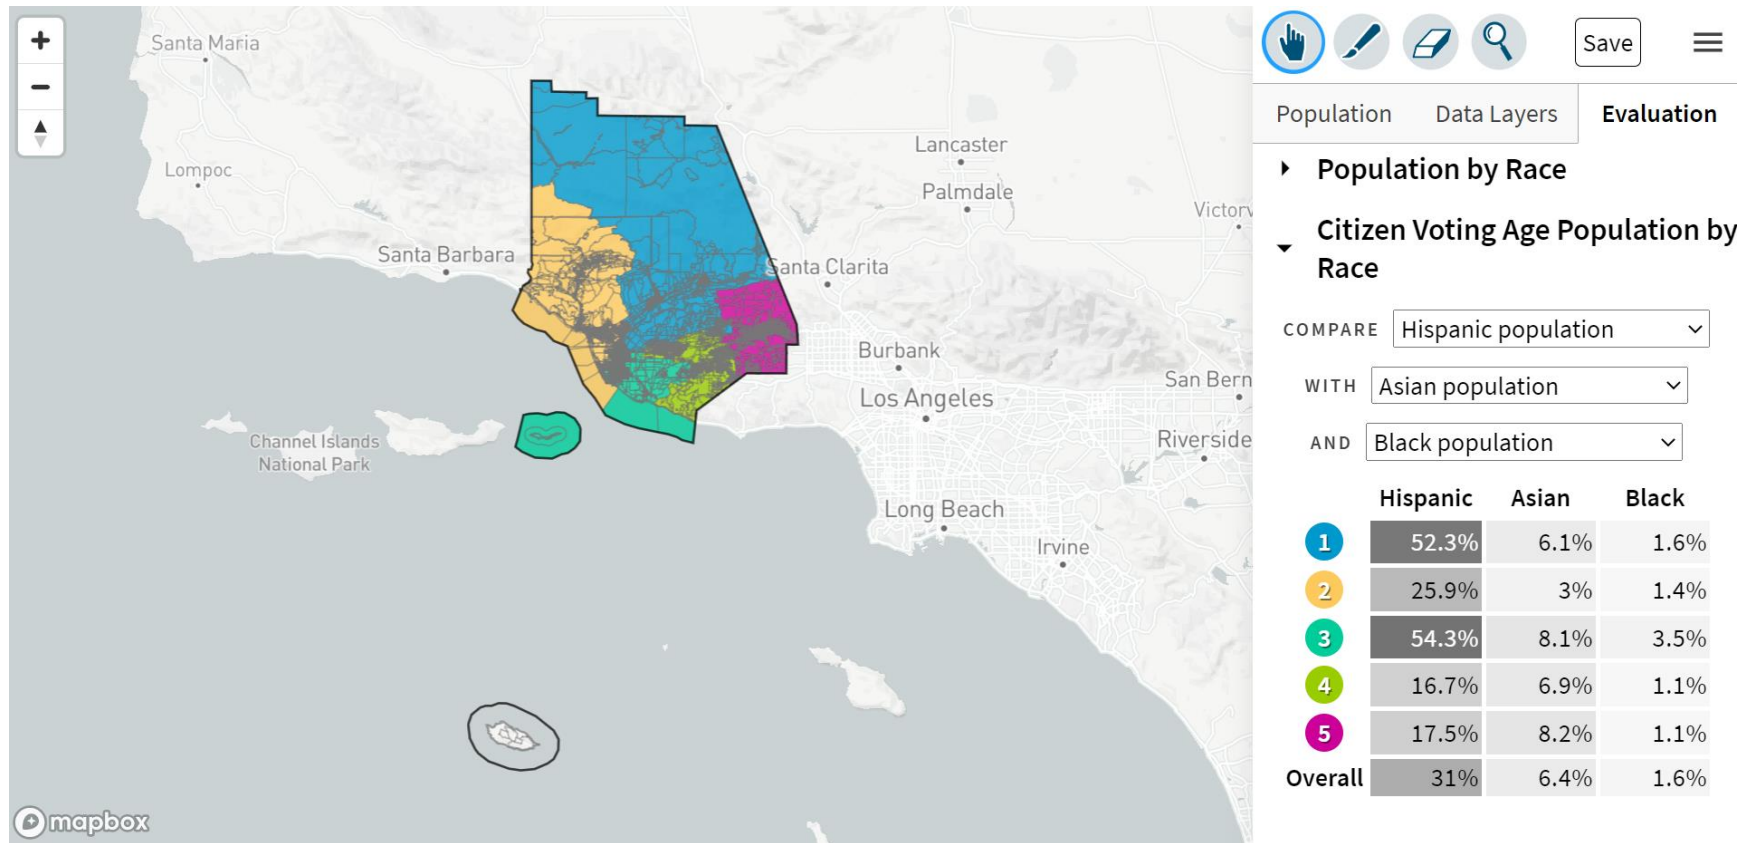 Santa Maria
Lompoc
Santa Barbara
Lancaster
Palmdale
Victorv
Santa Clarita
Burbank
Los Angeles
San Bern
Riverside
Channel Islands
National Park
Long Beach
Irvine
mapbox
Save
Population
Data Layers
Evaluation
Population by Race
Citizen Voting Age Population by
Race
COMPARE Hispanic population
WITH Asian population
AND Black population
Hispanic Asian Black
1 52.3% 6.1% 1.6%
2 25.9% 3% 1.4%
3 54.3% 8.1% 3.5%
4 16.7% 6.9% 1.1%
5 17.5% 8.2% 1.1%
Overall 31% 6.4% 1.6%